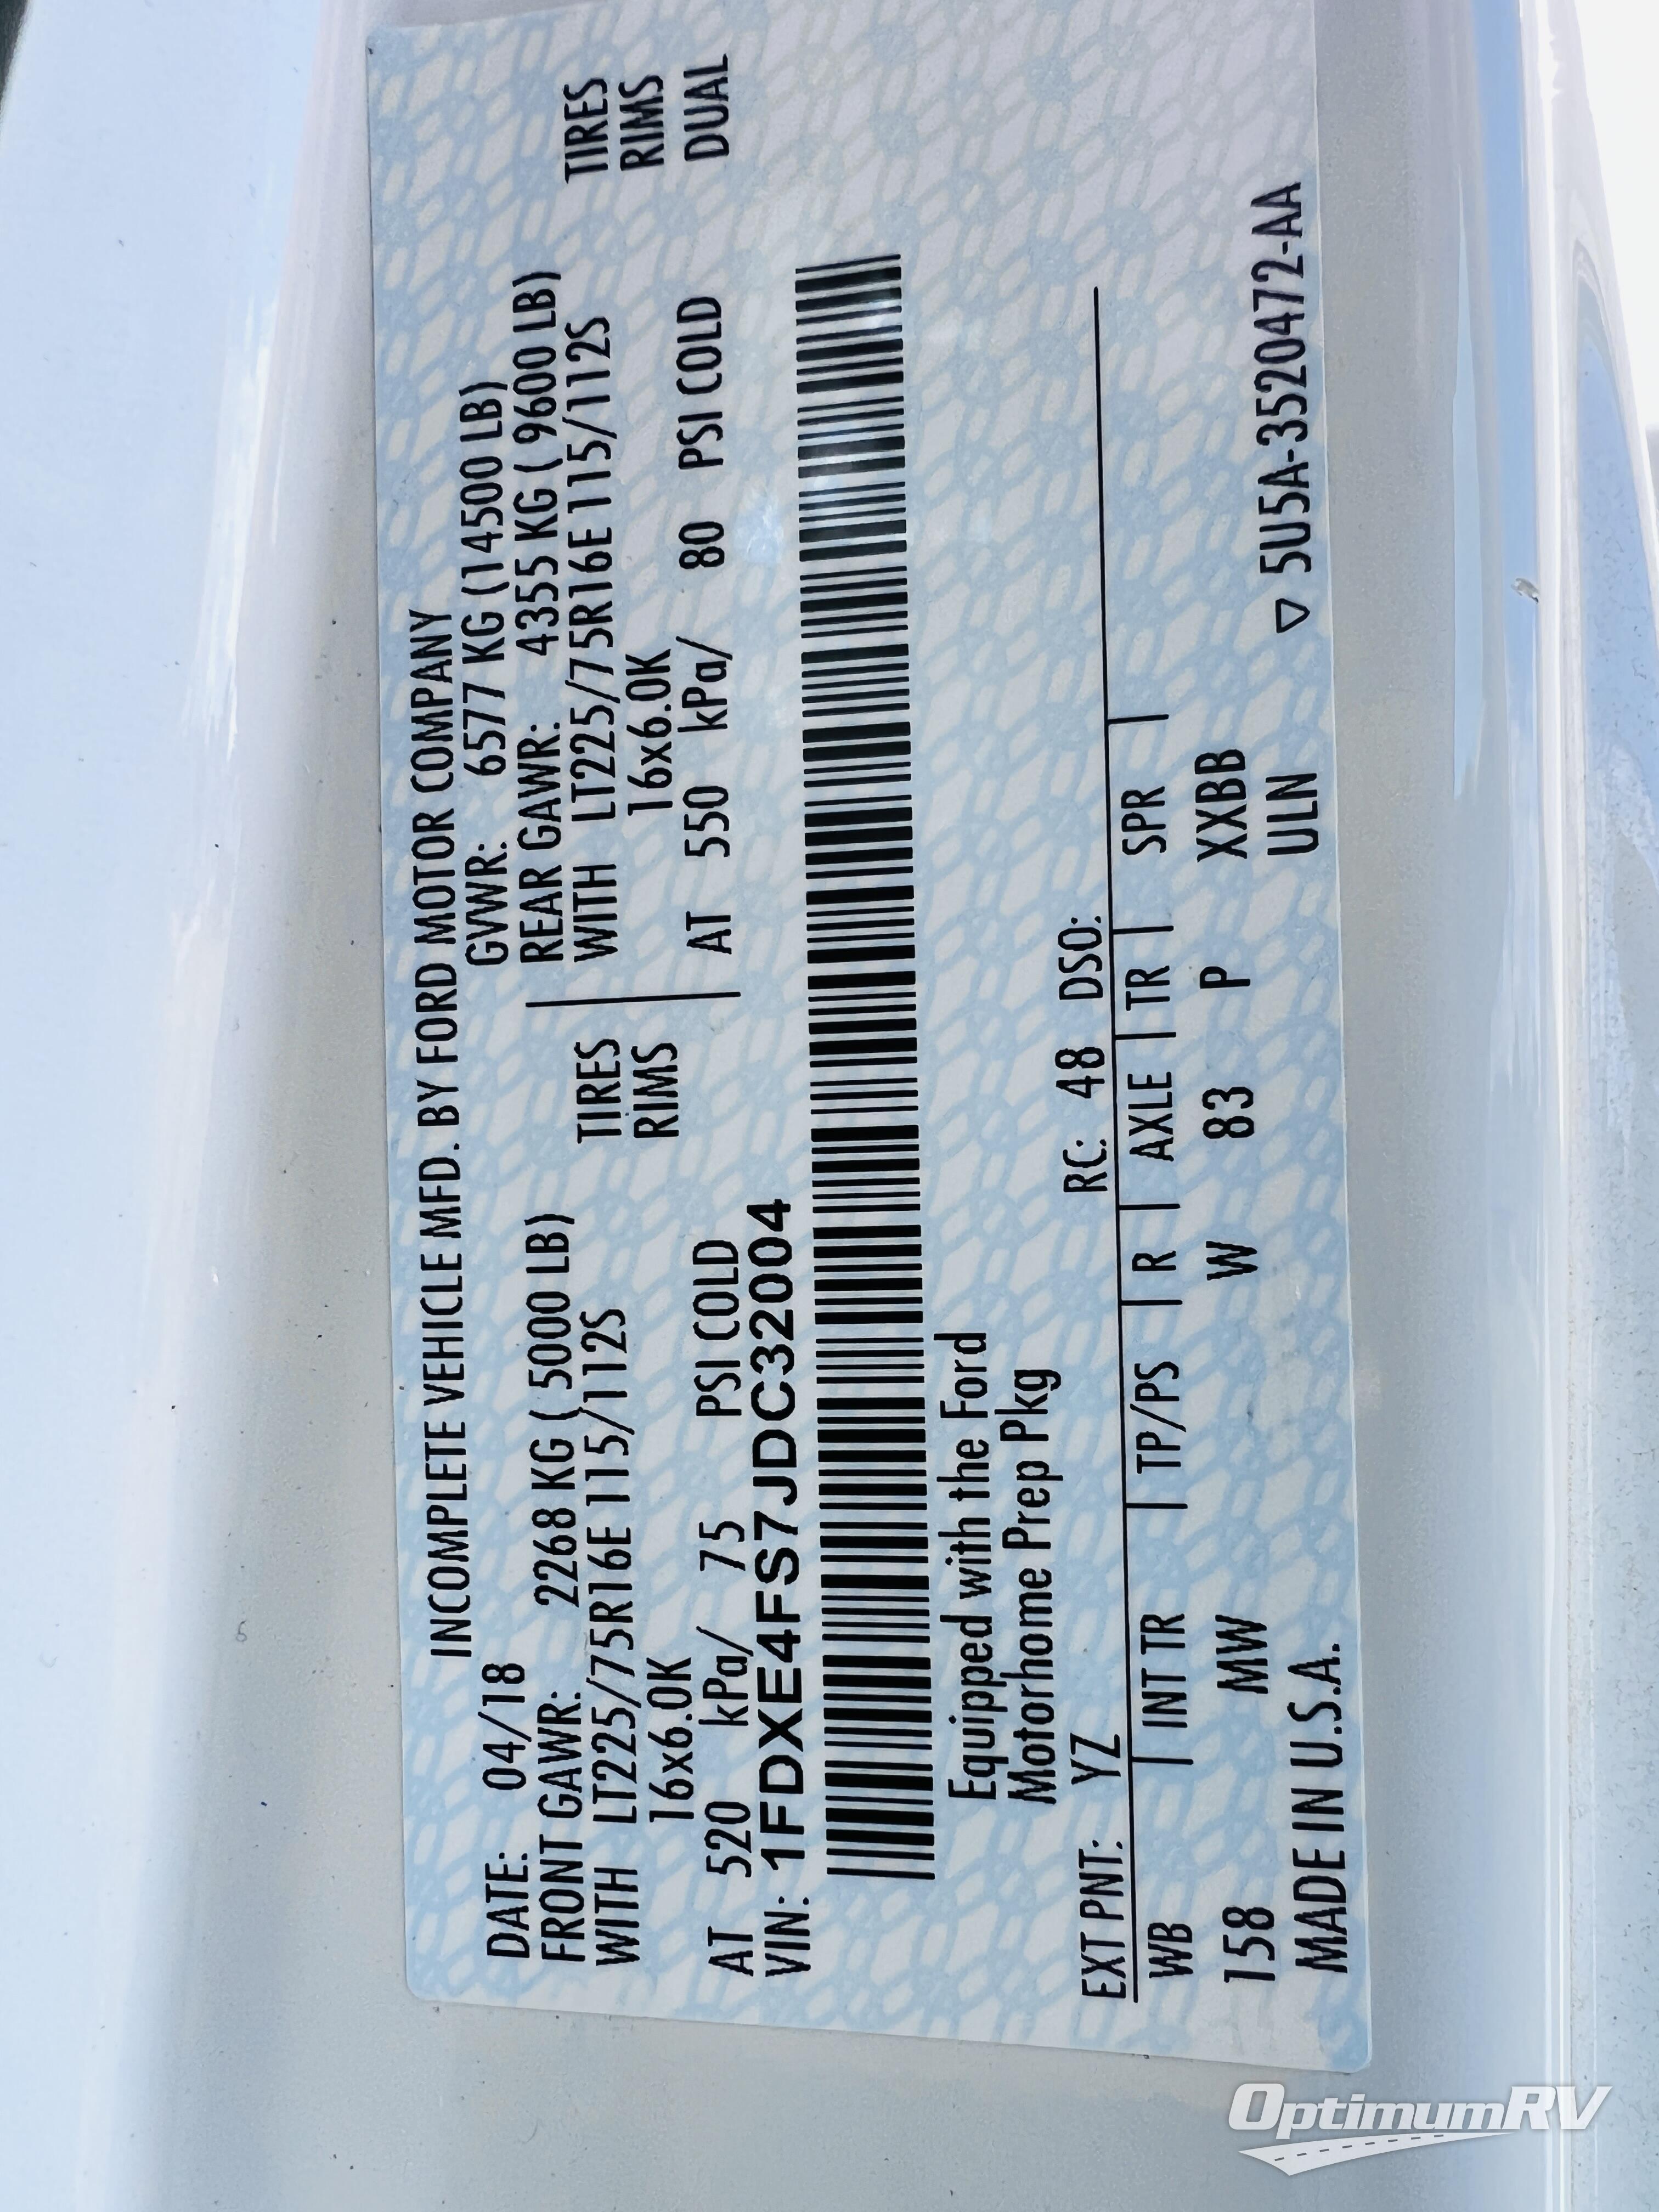 INCOMPLETE VEHICLE MFD. BY FORD MOTOR COMPANY
DATE: 04/18 GVWR: 6577 KG (14500 LB)
FRONT GAWR: 2268 KG ( 5000 LB) REAR GAWR: 4355 KG ( 9600 LB)
WITH LT225/75R16E 115/112S TIRES WITH LT225/75R16E 115/112S TIRES
16x6.0K RIMS 16x6.0K RIMS
AT 520 kPa/ 75 PSI COLD AT 550 kPa/ 80 PSI COLD DUAL
VIN: 1FDXE4FS7JDC32004
Equipped with the Ford
Motorhome Prep Pkg
EXT PNT: YZ RC: 48 DSO:
WB | INT TR | TP/PS | R | AXLE | TR | SPR |
158 MW W 83 P XXBB
MADE IN U.S.A. ULN
▽ 5U5A-3520472-AA
OptimumRV